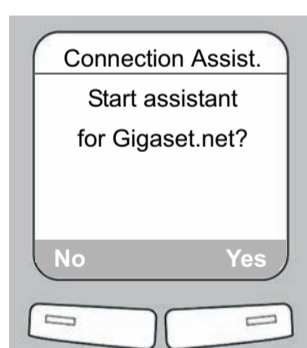 Connection Assist.
Start assistant
for Gigaset.net?
No Yes